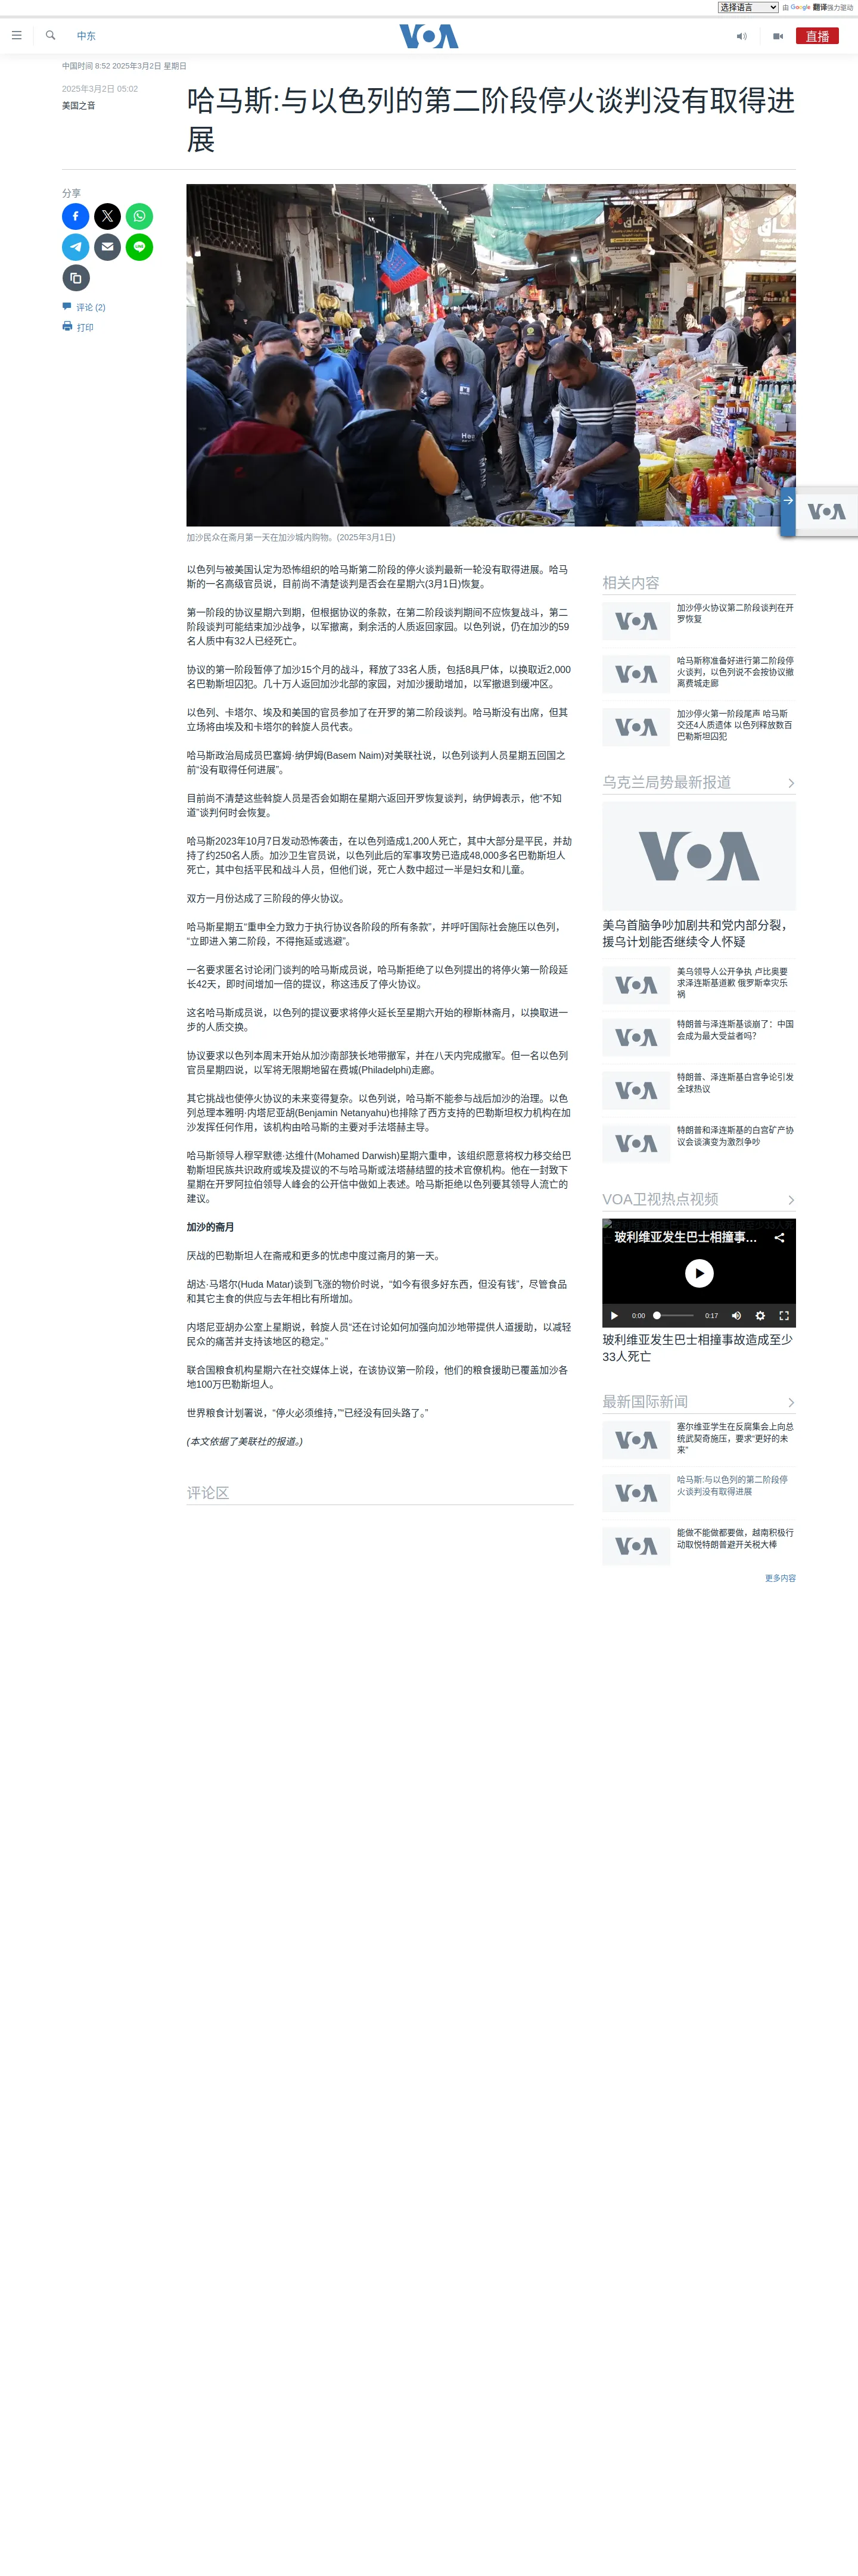 选择语言 由 Google 翻译强力驱动
中东
VOA
直播
中国时间 8:52 2025年3月2日 星期日
2025年3月2日 05:02
美国之音
哈马斯:与以色列的第二阶段停火谈判没有取得进
展
分享
评论 (2)
打印
加沙民众在斋月第一天在加沙城内购物。(2025年3月1日)
以色列与被美国认定为恐怖组织的哈马斯第二阶段的停火谈判最新一轮没有取得进展。哈马
斯的一名高级官员说，目前尚不清楚谈判是否会在星期六(3月1日)恢复。
第一阶段的协议星期六到期，但根据协议的条款，在第二阶段谈判期间不应恢复战斗，第二
阶段谈判可能结束加沙战争，以军撤离，剩余活的人质返回家园。以色列说，仍在加沙的59
名人质中有32人已经死亡。
协议的第一阶段暂停了加沙15个月的战斗，释放了33名人质，包括8具尸体，以换取近2,000
名巴勒斯坦囚犯。几十万人返回加沙北部的家园，对加沙援助增加，以军撤退到缓冲区。
以色列、卡塔尔、埃及和美国的官员参加了在开罗的第二阶段谈判。哈马斯没有出席，但其
立场将由埃及和卡塔尔的斡旋人员代表。
哈马斯政治局成员巴塞姆·纳伊姆(Basem Naim)对美联社说，以色列谈判人员星期五回国之
前“没有取得任何进展”。
目前尚不清楚这些斡旋人员是否会如期在星期六返回开罗恢复谈判，纳伊姆表示，他“不知
道”谈判何时会恢复。
哈马斯2023年10月7日发动恐怖袭击，在以色列造成1,200人死亡，其中大部分是平民，并劫
持了约250名人质。加沙卫生官员说，以色列此后的军事攻势已造成48,000多名巴勒斯坦人
死亡，其中包括平民和战斗人员，但他们说，死亡人数中超过一半是妇女和儿童。
双方一月份达成了三阶段的停火协议。
哈马斯星期五“重申全力致力于执行协议各阶段的所有条款”，并呼吁国际社会施压以色列，
“立即进入第二阶段，不得拖延或逃避”。
一名要求匿名讨论闭门谈判的哈马斯成员说，哈马斯拒绝了以色列提出的将停火第一阶段延
长42天，即时间增加一倍的提议，称这违反了停火协议。
这名哈马斯成员说，以色列的提议要求将停火延长至星期六开始的穆斯林斋月，以换取进一
步的人质交换。
协议要求以色列本周末开始从加沙南部狭长地带撤军，并在八天内完成撤军。但一名以色列
官员星期四说，以军将无限期地留在费城(Philadelphi)走廊。
其它挑战也使停火协议的未来变得复杂。以色列说，哈马斯不能参与战后加沙的治理。以色
列总理本雅明·内塔尼亚胡(Benjamin Netanyahu)也排除了西方支持的巴勒斯坦权力机构在加
沙发挥任何作用，该机构由哈马斯的主要对手法塔赫主导。
哈马斯领导人穆罕默德·达维什(Mohamed Darwish)星期六重申，该组织愿意将权力移交给巴
勒斯坦民族共识政府或埃及提议的不与哈马斯或法塔赫结盟的技术官僚机构。他在一封致下
星期在开罗阿拉伯领导人峰会的公开信中做如上表述。哈马斯拒绝以色列要其领导人流亡的
建议。
加沙的斋月
厌战的巴勒斯坦人在斋戒和更多的忧虑中度过斋月的第一天。
胡达·马塔尔(Huda Matar)谈到飞涨的物价时说，“如今有很多好东西，但没有钱”，尽管食品
和其它主食的供应与去年相比有所增加。
内塔尼亚胡办公室上星期说，斡旋人员“还在讨论如何加强向加沙地带提供人道援助，以减轻
民众的痛苦并支持该地区的稳定。”
联合国粮食机构星期六在社交媒体上说，在该协议第一阶段，他们的粮食援助已覆盖加沙各
地100万巴勒斯坦人。
世界粮食计划署说，“停火必须维持，”“已经没有回头路了。”
(本文依据了美联社的报道。)
评论区
相关内容
加沙停火协议第二阶段谈判在开
罗恢复
哈马斯称准备好进行第二阶段停
火谈判，以色列说不会按协议撤
离费城走廊
加沙停火第一阶段尾声 哈马斯
交还4人质遗体 以色列释放数百
巴勒斯坦囚犯
乌克兰局势最新报道
美乌首脑争吵加剧共和党内部分裂，
援乌计划能否继续令人怀疑
美乌领导人公开争执 卢比奥要
求泽连斯基道歉 俄罗斯幸灾乐
祸
特朗普与泽连斯基谈崩了：中国
会成为最大受益者吗？
特朗普、泽连斯基白宫争论引发
全球热议
特朗普和泽连斯基的白宫矿产协
议会谈演变为激烈争吵
VOA卫视热点视频
玻利维亚发生巴士相撞事…
0:00 0:17
玻利维亚发生巴士相撞事故造成至少
33人死亡
最新国际新闻
塞尔维亚学生在反腐集会上向总
统武契奇施压，要求“更好的未
来”
哈马斯:与以色列的第二阶段停
火谈判没有取得进展
能做不能做都要做，越南积极行
动取悦特朗普避开关税大棒
更多内容